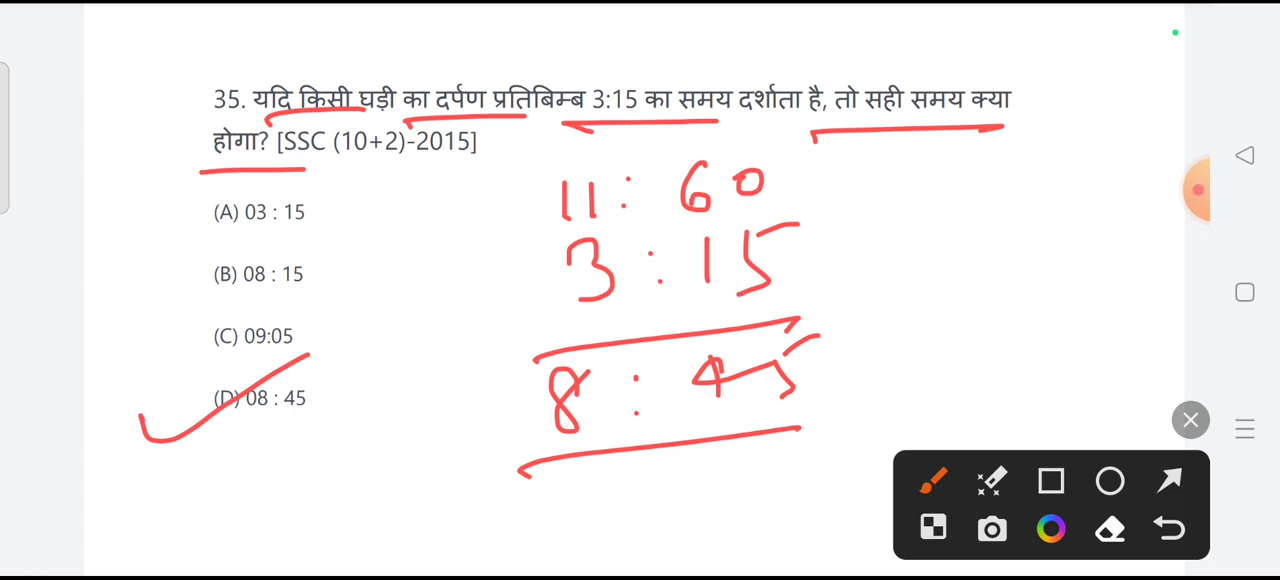 35. यदि किसी घड़ी का दर्पण प्रतिबिम्ब 3:15 का समय दर्शाता है, तो सही समय क्या
होगा? [SSC (10+2)-2015]
11 : 60
(A) 03 : 15
3 : 15
(B) 08 : 15
(C) 09:05
8 : 45
(D) 08 : 45